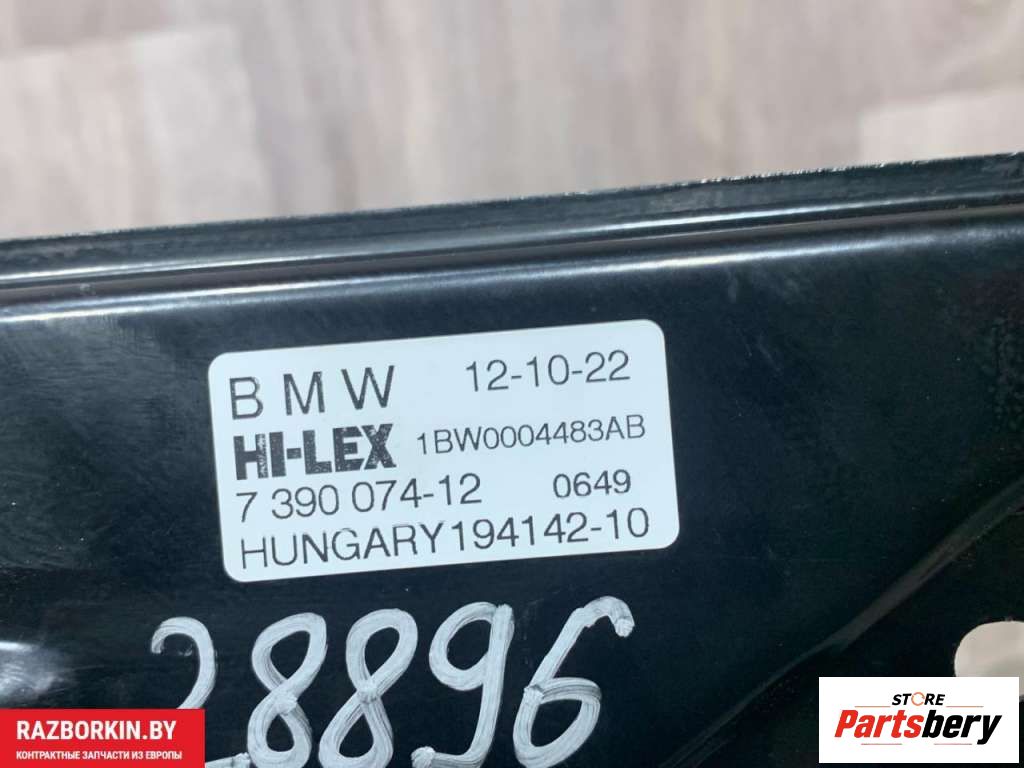 BMW 12-10-22
HI-LEX 1BW0004483AB
7 390 074-12 0649
HUNGARY194142-10
28896
RAZBORKIN.BY
КОНТРАКТНЫЕ ЗАПЧАСТИ ИЗ ЕВРОПЫ
STORE
Partsbery